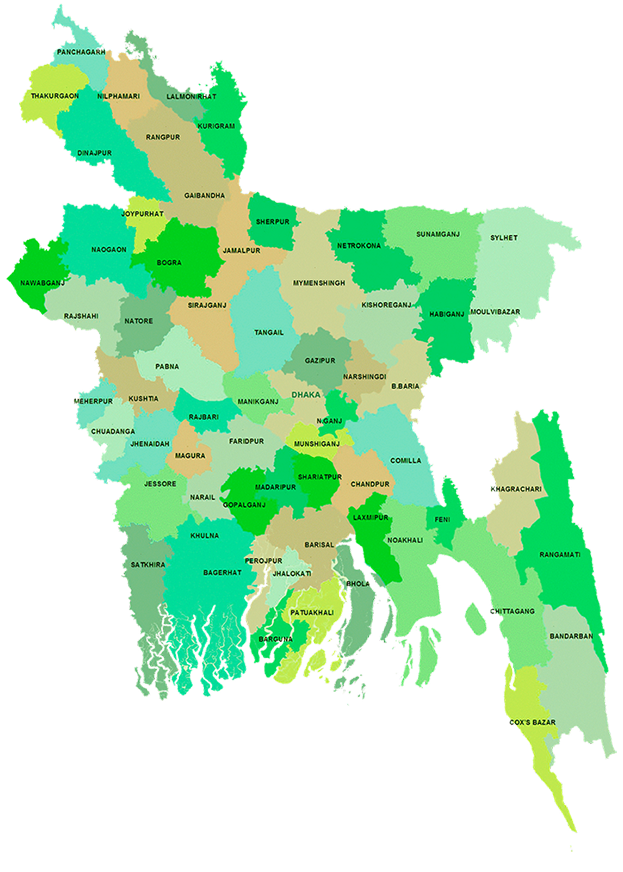 PANCHAGARH
THAKURGAON
NILPHAMARI
LALMONIRHAT
KURIGRAM
RANGPUR
DINAJPUR
GAIBANDHA
JOYPURHAT
SHERPUR
NETROKONA
SUNAMGANJ
SYLHET
NAOGAON
JAMALPUR
BOGRA
NAWABGANJ
MYMENSHINGH
RAJSHAHI
NATORE
SIRAJGANJ
KISHOREGANJ
HABIGANJ
MOULVIBAZAR
TANGAIL
PABNA
GAZIPUR
NARSHINGDI
B.BARIA
MEHERPUR
KUSHTIA
MANIKGANJ
DHAKA
RAJBARI
N.GANJ
CHUADANGA
JHENAIDAH
FARIDPUR
MUNSHIGANJ
MAGURA
COMILLA
JESSORE
NARAIL
MADARIPUR
SHARIATPUR
CHANDPUR
KHAGRACHARI
GOPALGANJ
LAXMIPUR
FENI
KHULNA
BARISAL
NOAKHALI
RANGAMATI
SATKHIRA
BAGERHAT
PEROJPUR
JHALOKATI
BHOLA
PATUAKHALI
CHITTAGANG
BARGUNA
BANDARBAN
COX'S BAZAR